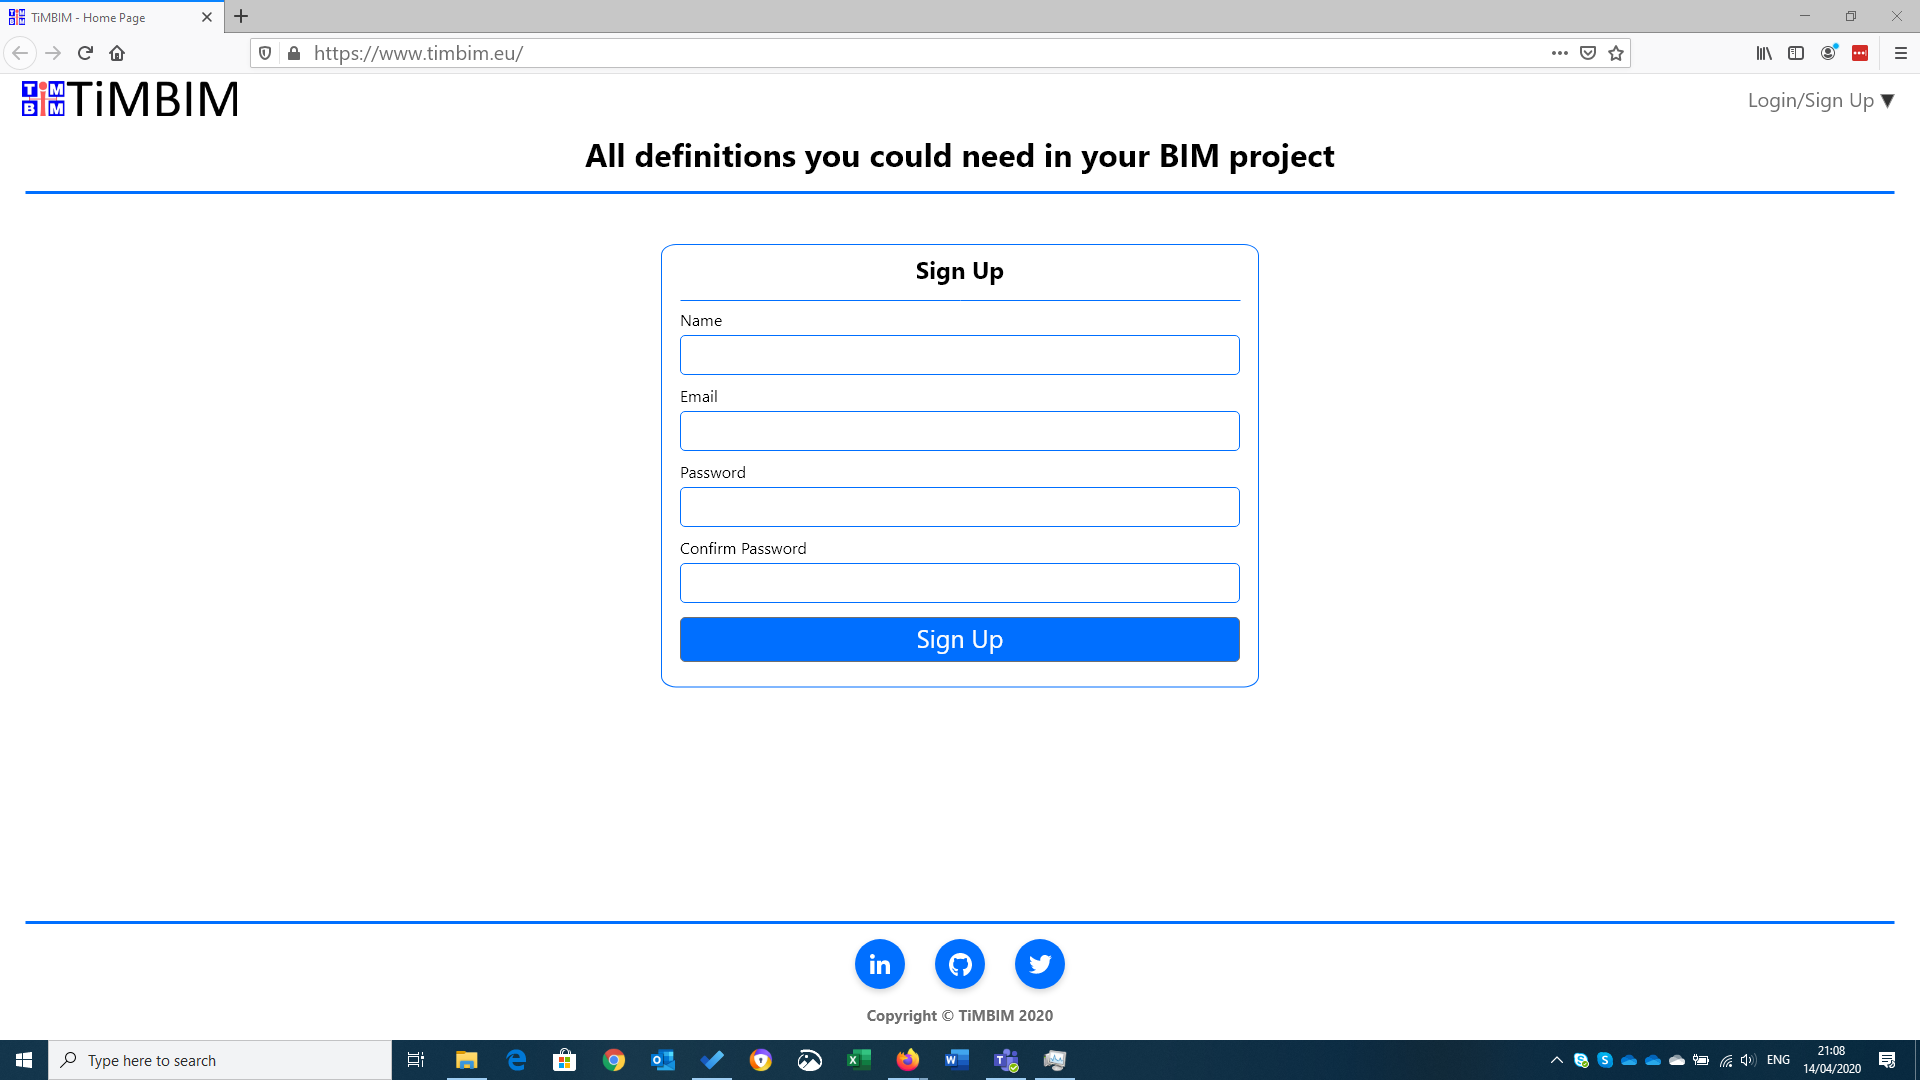 TiMBIM - Home Page
https://www.timbim.eu/
TiM BiM TiMBIM
Login/Sign Up ▼
All definitions you could need in your BIM project
Sign Up
Name
Email
Password
Confirm Password
Sign Up
Copyright © TiMBIM 2020
Type here to search
ENG
21:08
14/04/2020